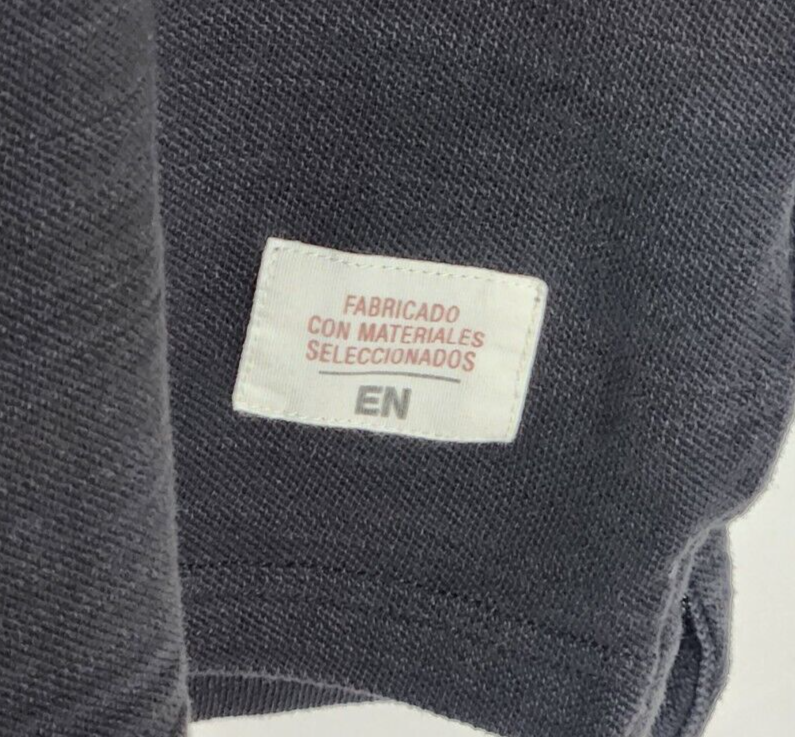 FABRICADO
CON MATERIALES
SELECCIONADOS
EN